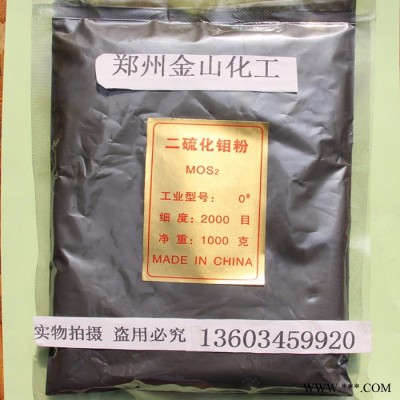 郑州金山化工
二硫化钼粉
MOS₂
工业型号： 0#
细度：2000 目
净重：1000 克
MADE IN CHINA
实物拍摄 盗用必究 13603459920
www.***.com